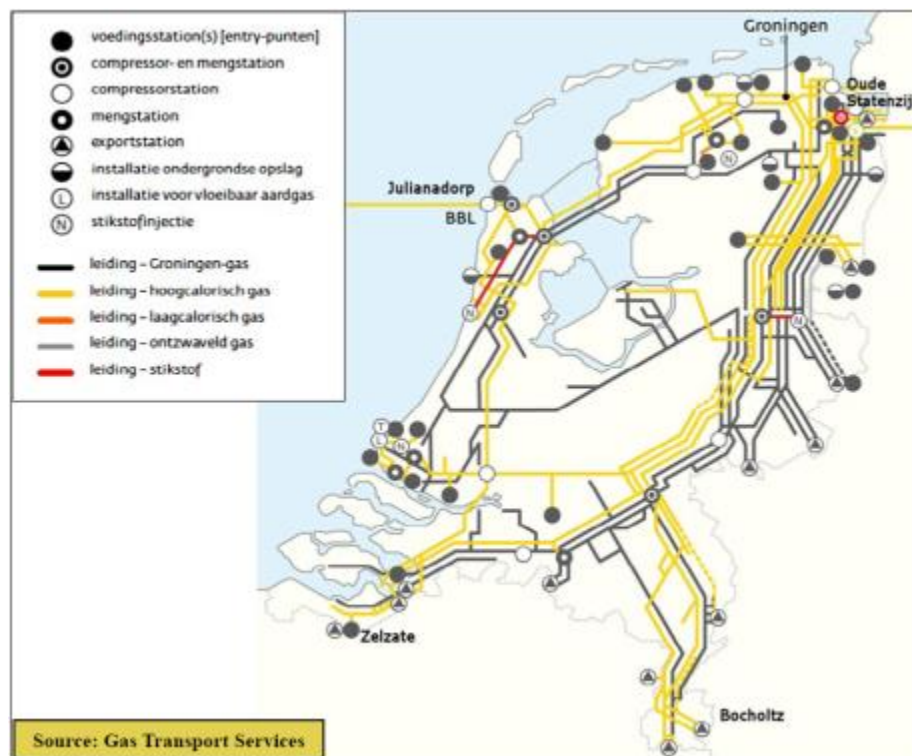 voedingsstation(s) [entry-punten]
compressor- en mengstation
compressorstation
mengstation
exportstation
installatie ondergrondse opslag
L installatie voor vloeibaar aardgas
N stikstofinjectie
leiding – Groningen-gas
leiding – hoogcalorisch gas
leiding – laagcalorisch gas
leiding – ontzwaveld gas
leiding – stikstof
Groningen
Oude
Statenzijl
N
Julianadorp
BBL
N
N
T
L
N
Zelzate
Bocholtz
Source: Gas Transport Services